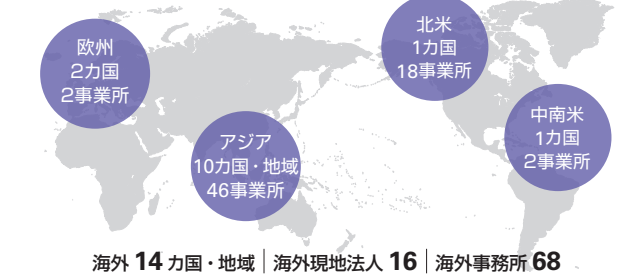 欧州
2カ国
2事業所
アジア
10カ国・地域
46事業所
北米
1カ国
18事業所
中南米
1カ国
2事業所
海外 14 カ国・地域｜海外現地法人 16｜海外事務所 68